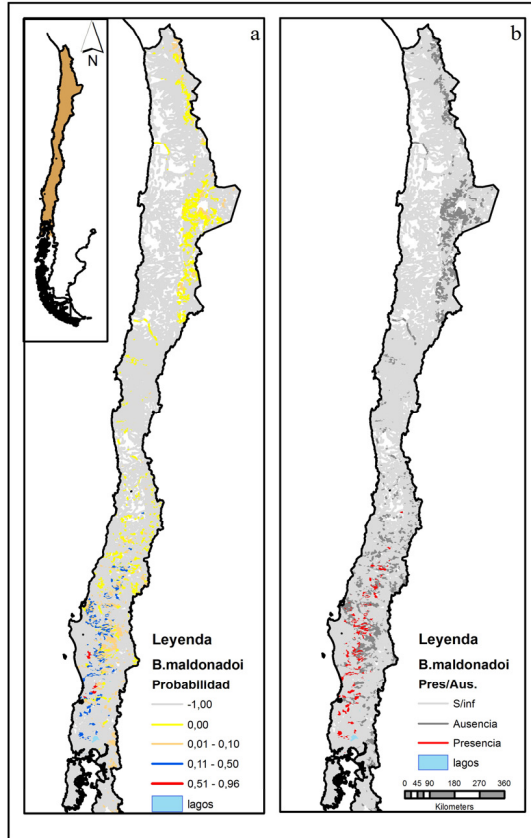 a
N
Leyenda
B.maldonadoi
Probabilidad
-1,00
0,00
0,01 - 0,10
0,11 - 0,50
0,51 - 0,96
lagos
b
Leyenda
B.maldonadoi
Pres/Aus.
S/inf
Ausencia
Presencia
lagos
0 45 90 180 270 360
Kilometers